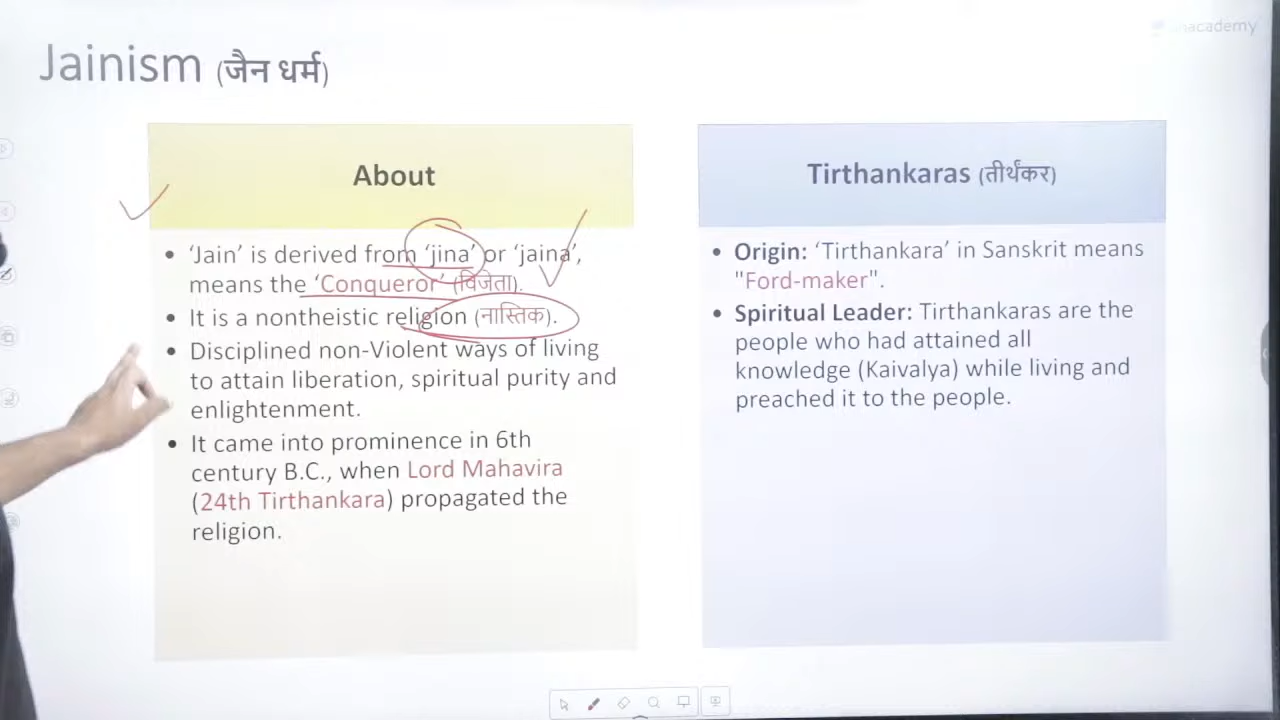 Jainism (जैन धर्म)
About
‘Jain’ is derived from ‘jina’ or ‘jaina’,
means the ‘Conqueror’ (विजेता).
It is a nontheistic religion (नास्तिक).
Disciplined non-Violent ways of living
to attain liberation, spiritual purity and
enlightenment.
It came into prominence in 6th
century B.C., when Lord Mahavira
(24th Tirthankara) propagated the
religion.
Tirthankaras (तीर्थंकर)
Origin: ‘Tirthankara’ in Sanskrit means
"Ford-maker".
Spiritual Leader: Tirthankaras are the
people who had attained all
knowledge (Kaivalya) while living and
preached it to the people.